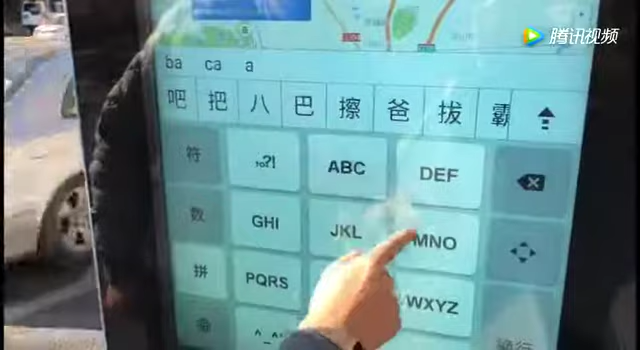 腾讯视频
ba ca a
吧 把 八 巴 擦 爸 拔 霸
符 ?! ABC DEF
数 GHI JKL MNO
拼 PQRS WXYZ
^_^